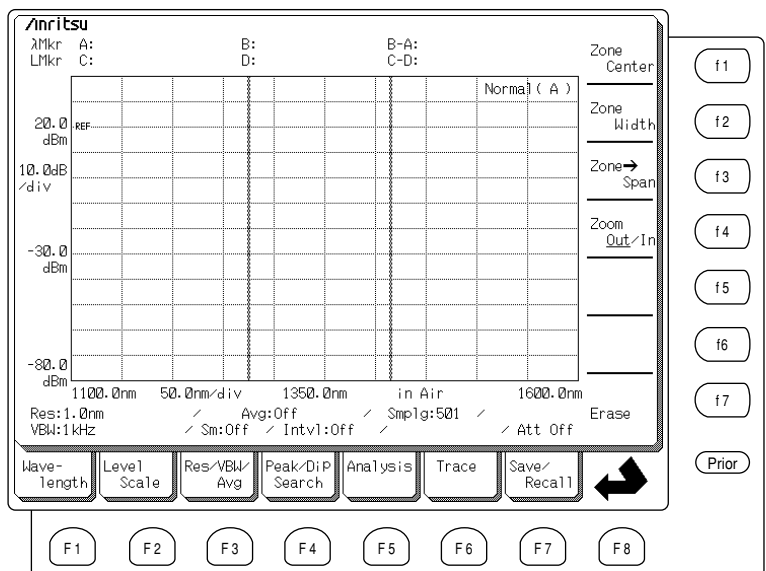 Anritsu
λMkr A: B: B-A:
LMkr C: D: C-D:
Normal( A )
20.0 REF
dBm
10.0dB
/div
-30.0
dBm
-80.0
dBm
1100.0nm 50.0nm/div 1350.0nm in Air 1600.0nm
Res:1.0nm / Avg:Off / Smplg:501 /
VBW:1kHz / Sm:Off / Intvl:Off / / Att Off
Zone
Center
Zone
Width
Zone→
Span
Zoom
Out/In
Erase
f1
f2
f3
f4
f5
f6
f7
Prior
Wave-
length
Level
Scale
Res/VBW/
Avg
Peak/Dip
Search
Analysis
Trace
Save/
Recall
F1 F2 F3 F4 F5 F6 F7 F8